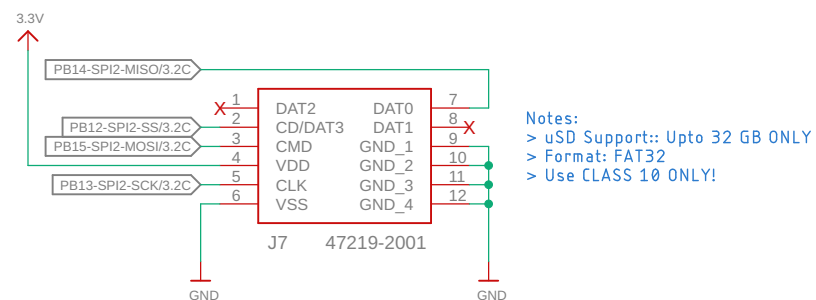 3.3V
PB14-SPI2-MISO/3.2C
PB12-SPI2-SS/3.2C
PB15-SPI2-MOSI/3.2C
PB13-SPI2-SCK/3.2C
1 DAT2 DAT0 7
2 CD/DAT3 DAT1 8
3 CMD GND_1 9
4 VDD GND_2 10
5 CLK GND_3 11
6 VSS GND_4 12
J7 47219-2001
GND GND
Notes:
> uSD Support:: Upto 32 GB ONLY
> Format: FAT32
> Use CLASS 10 ONLY!